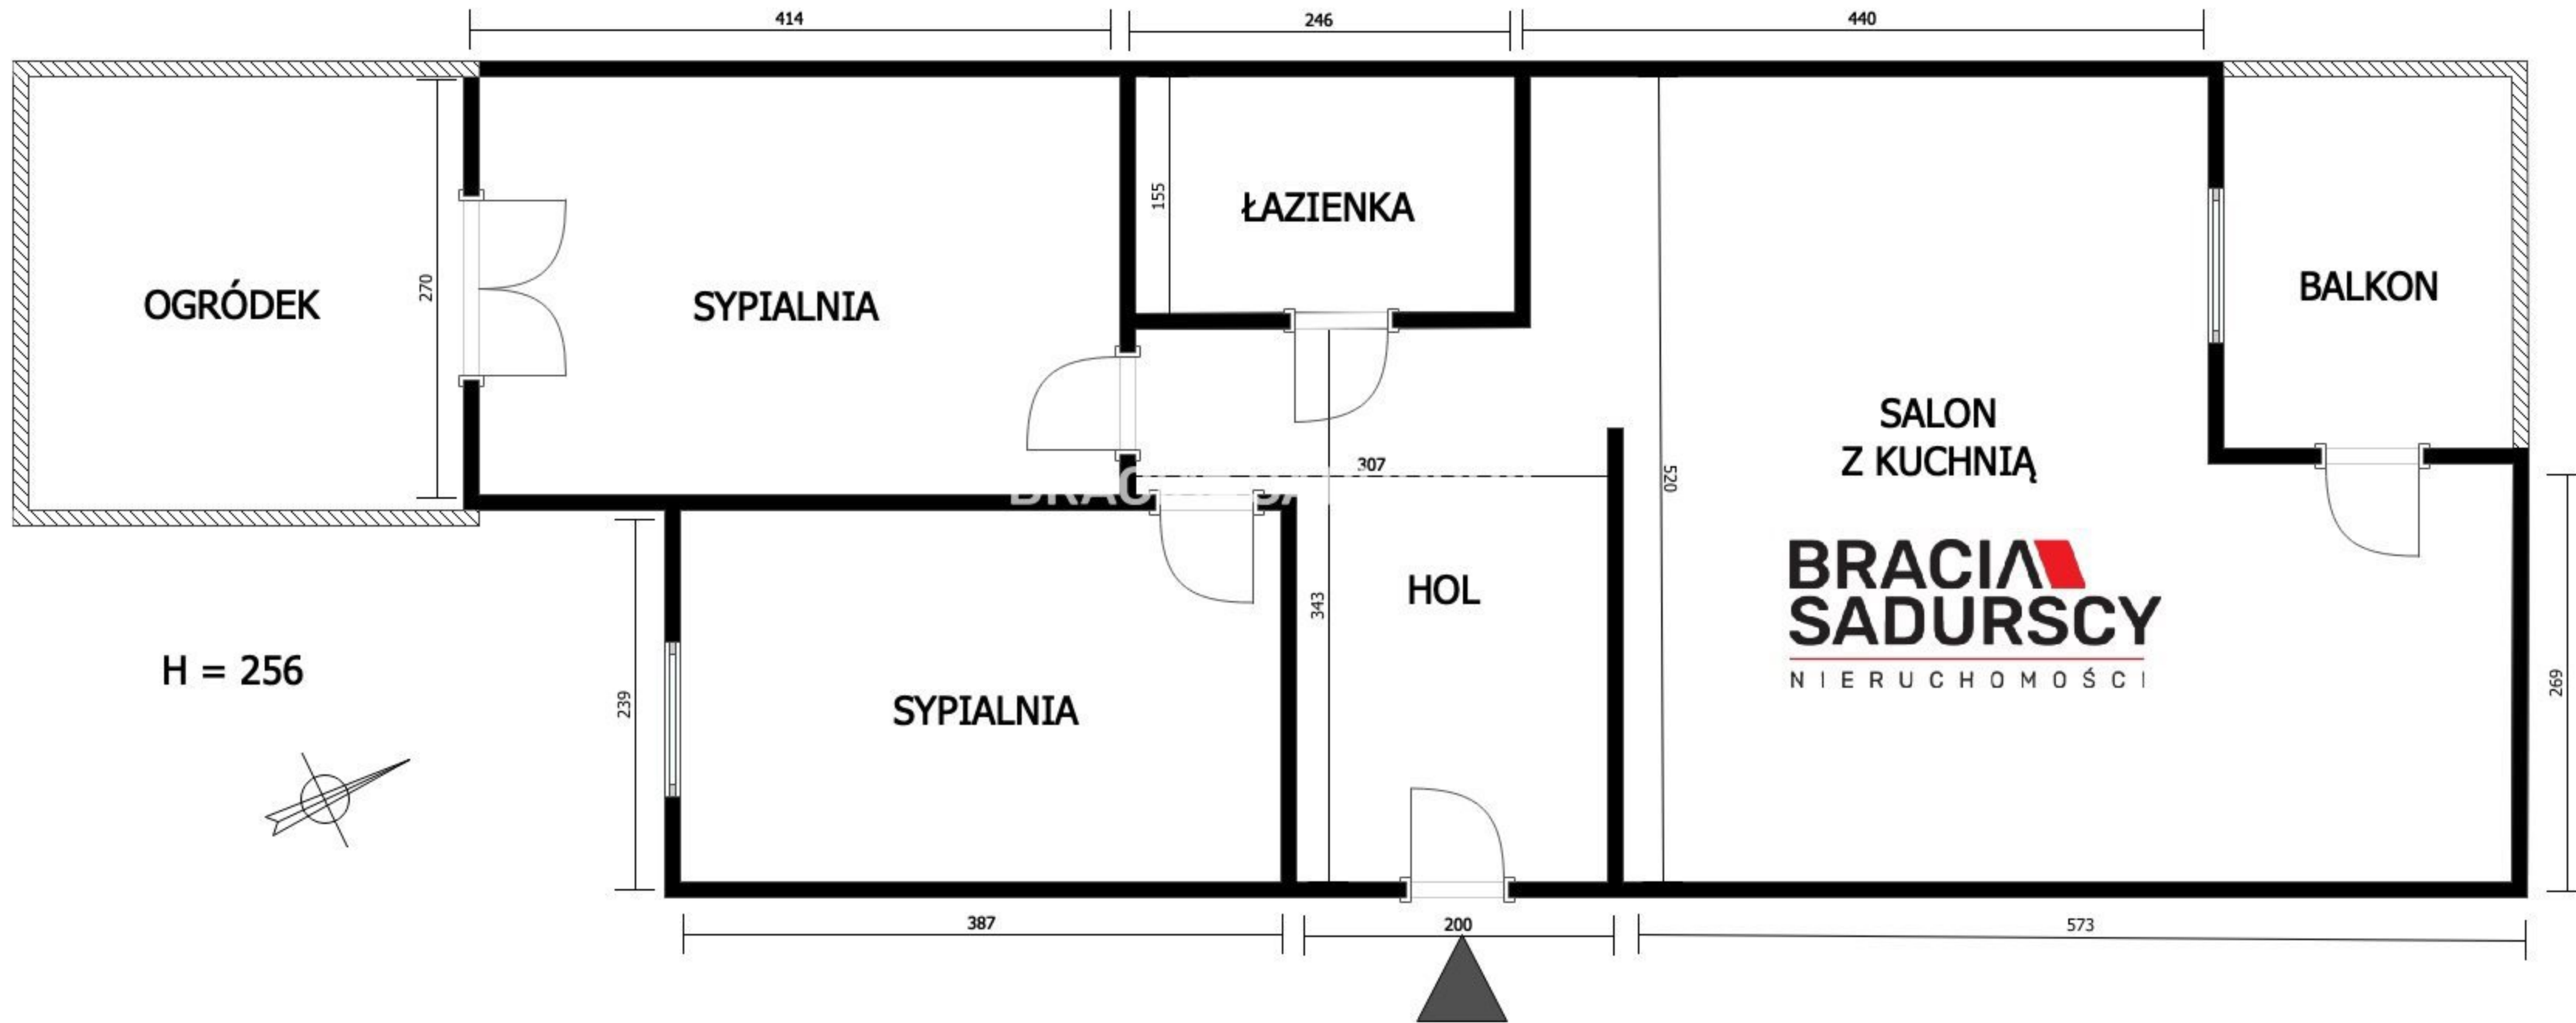 414
246
440
155
ŁAZIENKA
270
OGRÓDEK
SYPIALNIA
BALKON
SALON
Z KUCHNIĄ
307
520
BRACIA
SADURSCY
NIERUCHOMOŚCI
HOL
343
H = 256
239
SYPIALNIA
269
387
200
573